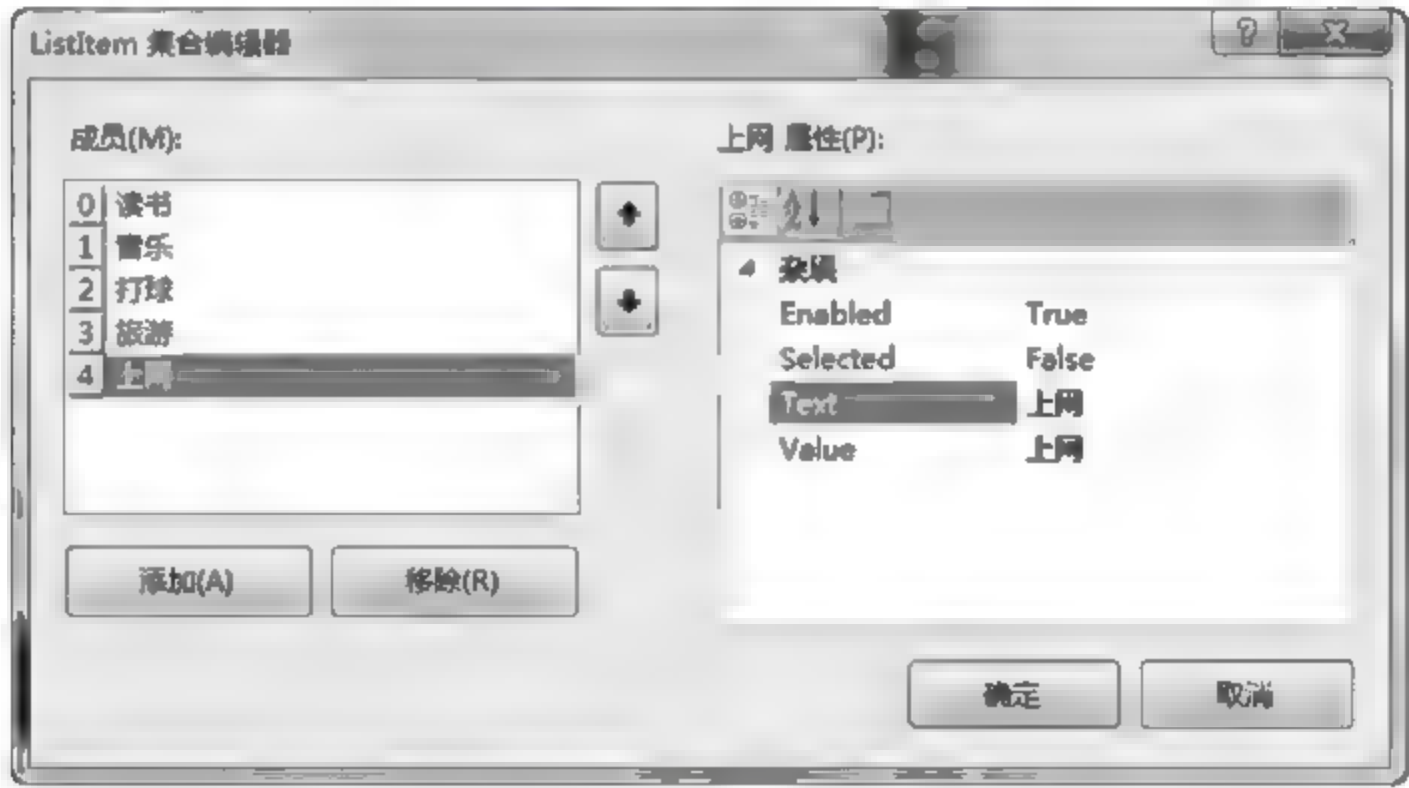 ListItem 集合编辑器
成员(M):
0 读书
1 音乐
2 打球
3 旅游
4 上网
添加(A)
移除(R)
上网 属性(P):
杂项
Enabled True
Selected False
Text 上网
Value 上网
确定
取消